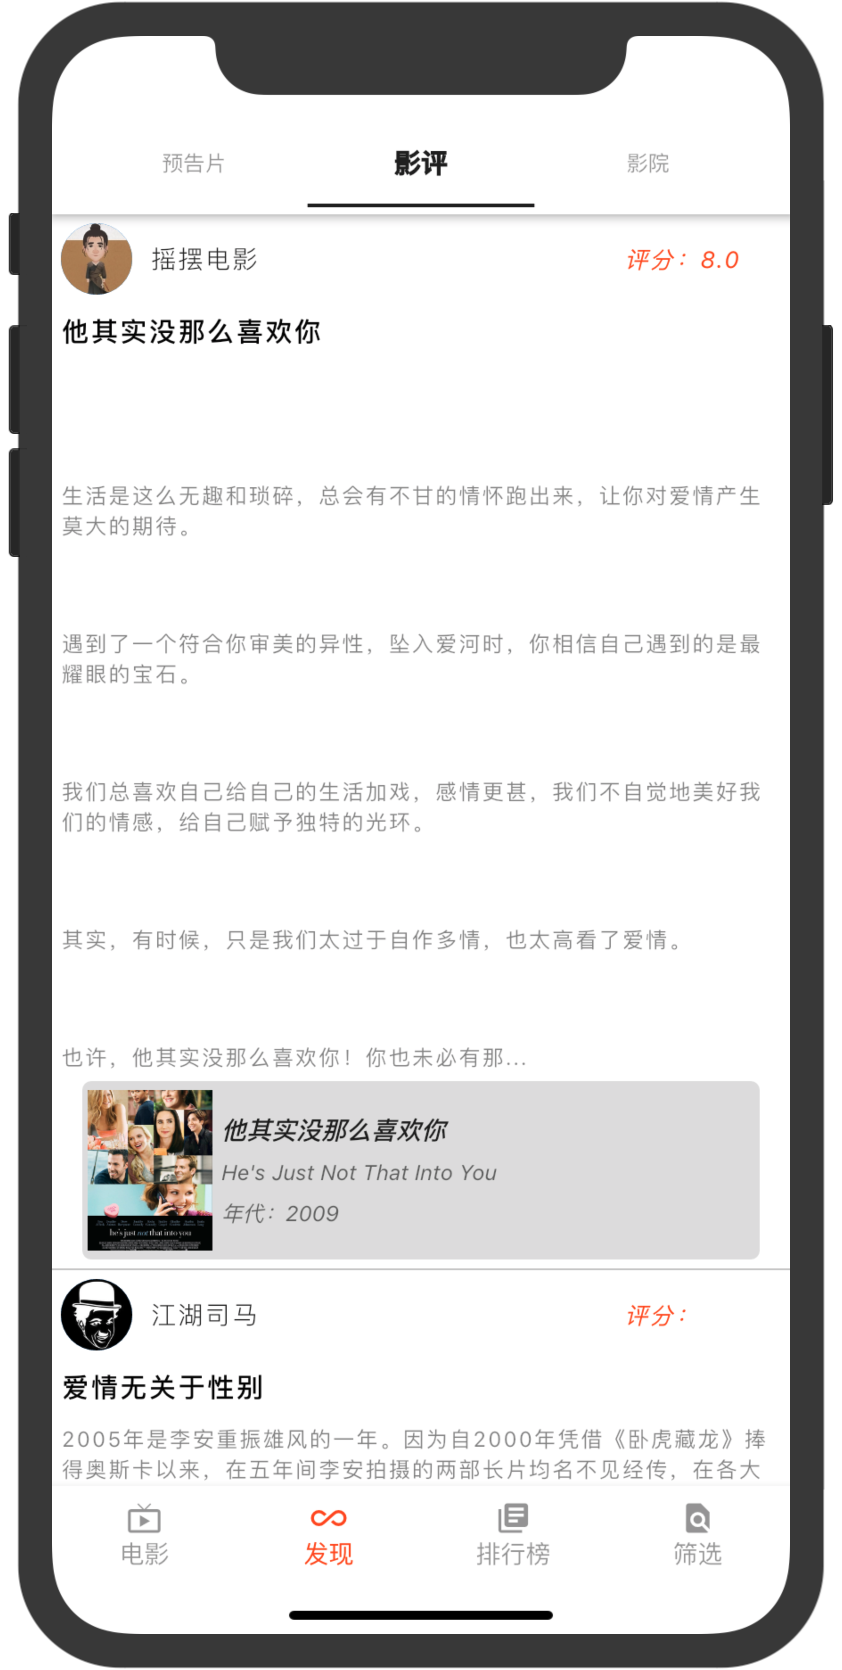 预告片 影评 影院
摇摆电影 评分：8.0
他其实没那么喜欢你
生活是这么无趣和琐碎，总会有不甘的情怀跑出来，让你对爱情产生
莫大的期待。
遇到了一个符合你审美的异性，坠入爱河时，你相信自己遇到的是最
耀眼的宝石。
我们总喜欢自己给自己的生活加戏，感情更甚，我们不自觉地美好我
们的情感，给自己赋予独特的光环。
其实，有时候，只是我们太过于自作多情，也太高看了爱情。
也许，他其实没那么喜欢你！你也未必有那...
他其实没那么喜欢你
He's Just Not That Into You
年代：2009
he's just not that into you
江湖司马 评分：
爱情无关于性别
2005年是李安重振雄风的一年。因为自2000年凭借《卧虎藏龙》捧
得奥斯卡以来，在五年间李安拍摄的两部长片均名不见经传，在各大
电影 发现 排行榜 筛选